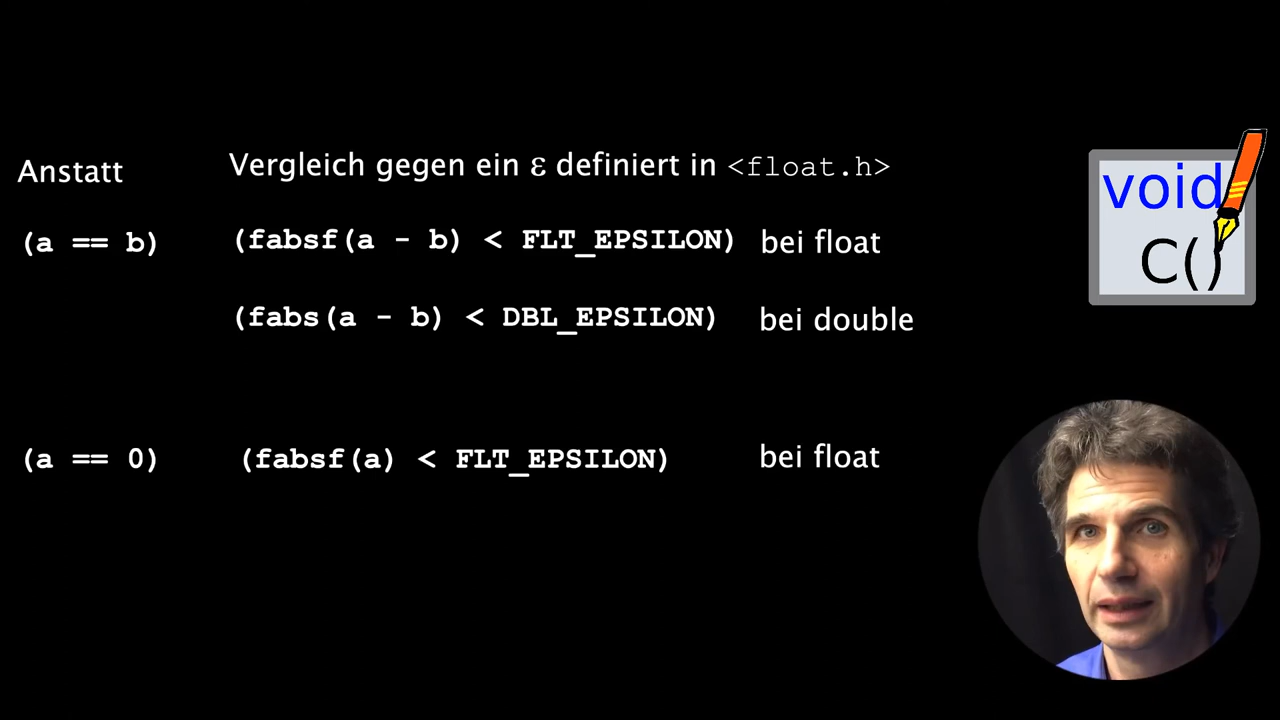 Anstatt
Vergleich gegen ein ε definiert in <float.h>
(a == b)
(fabsf(a - b) < FLT_EPSILON) bei float
(fabs(a - b) < DBL_EPSILON) bei double
(a == 0)
(fabsf(a) < FLT_EPSILON) bei float
void
C()